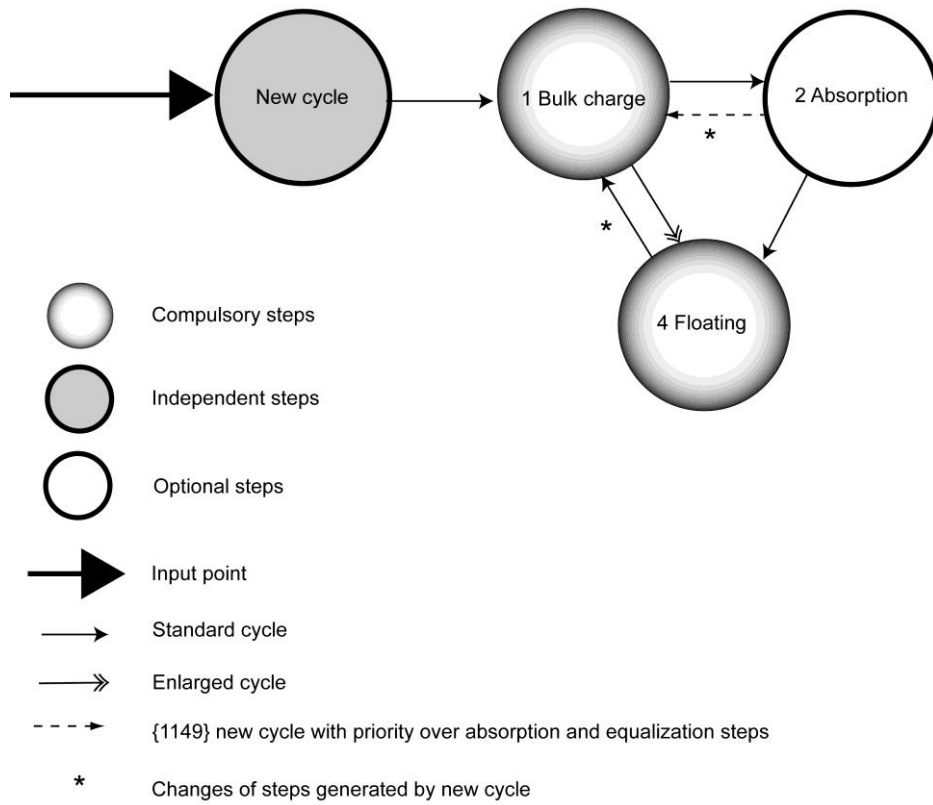 New cycle
1 Bulk charge
2 Absorption
*
*
4 Floating
Compulsory steps
Independent steps
Optional steps
Input point
Standard cycle
Enlarged cycle
{1149} new cycle with priority over absorption and equalization steps
* Changes of steps generated by new cycle